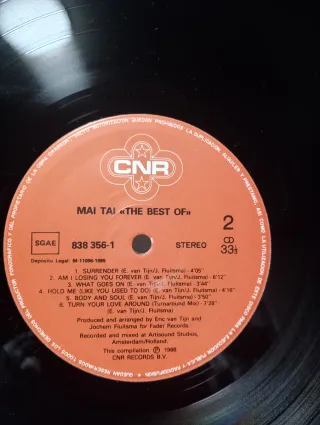 CNR
MAI TAI «THE BEST OF»
SGAE
838 356-1
STEREO
2
33⅓
Depósito Legal: M-11096-1989
1. SURRENDER (E. van Tijn/J. Fluitsma) - 4'05"
2. AM I LOSING YOU FOREVER (E. van Tijn/J. Fluitsma) - 6'12"
3. WHAT GOES ON (E. van Tijn/J. Fluitsma) - 3'44"
4. HOLD ME (LIKE YOU USED TO DO) (E. van Tijn/J. Fluitsma) - 4'16"
5. BODY AND SOUL (E. van Tijn/J. Fluitsma) - 3'50"
6. TURN YOUR LOVE AROUND (Turnaround Mix) - 7'28"
(E. van Tijn/J. Fluitsma)
Produced and arranged by Eric van Tijn and
Jochem Fluitsma for Fader Records
Recorded and mixed at Artisound Studios,
Amsterdam/Holland.
This compilation ℗ 1988
CNR RECORDS B.V.